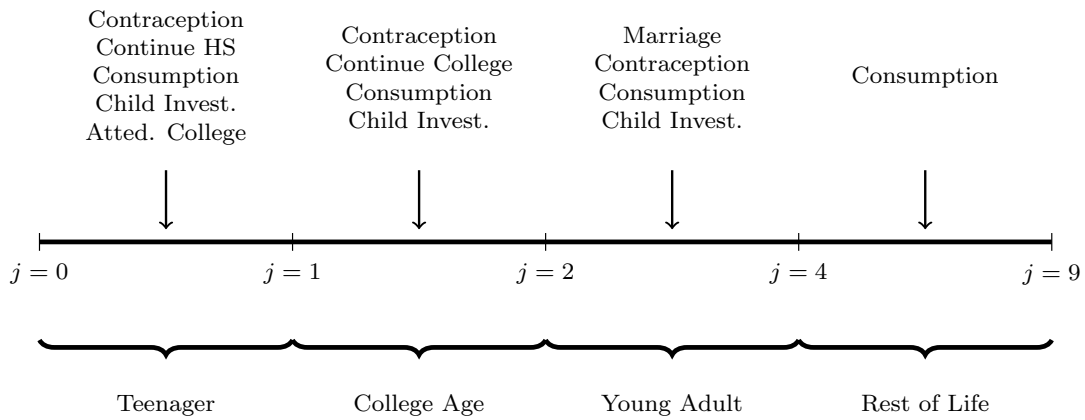 Contraception
Continue HS
Consumption
Child Invest.
Atted. College
Contraception
Continue College
Consumption
Child Invest.
Marriage
Contraception
Consumption
Child Invest.
Consumption
j = 0
j = 1
j = 2
j = 4
j = 9
Teenager
College Age
Young Adult
Rest of Life